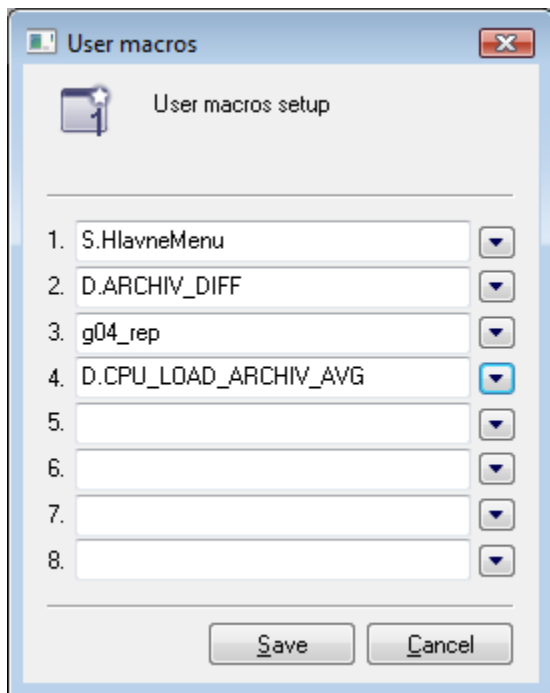 User macros
User macros setup
1. S.HlavneMenu
2. D.ARCHIV_DIFF
3. g04_rep
4. D.CPU_LOAD_ARCHIV_AVG
5.
6.
7.
8.
Save Cancel